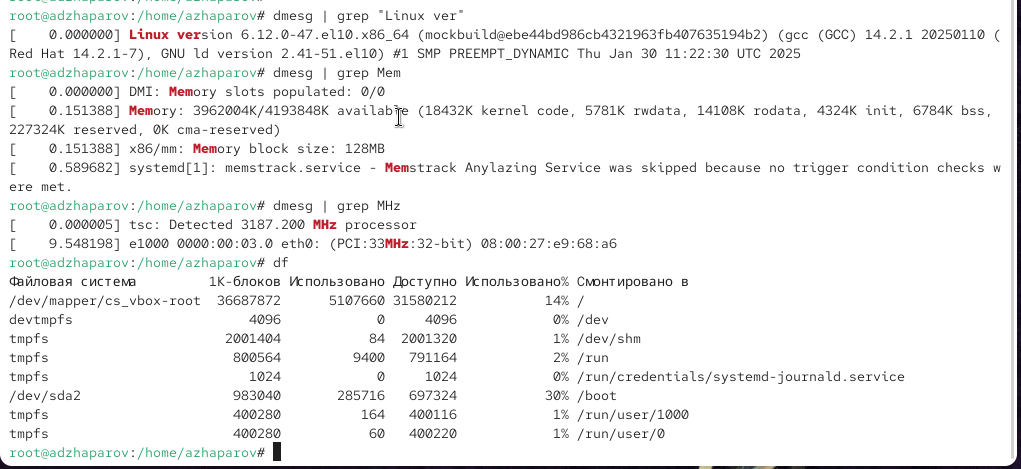 root@adzhaparov:/home/azhaparov# dmesg | grep "Linux ver"
[    0.000000] Linux version 6.12.0-47.el10.x86_64 (mockbuild@ebe44bd986cb4321963fb407635194b2) (gcc (GCC) 14.2.1 20250110 (
Red Hat 14.2.1-7), GNU ld version 2.41-51.el10) #1 SMP PREEMPT_DYNAMIC Thu Jan 30 11:22:30 UTC 2025
root@adzhaparov:/home/azhaparov# dmesg | grep Mem
[    0.000000] DMI: Memory slots populated: 0/0
[    0.151388] Memory: 3962004K/4193848K available (18432K kernel code, 5781K rwdata, 14108K rodata, 4324K init, 6784K bss,
227324K reserved, 0K cma-reserved)
[    0.151388] x86/mm: Memory block size: 128MB
[    0.589682] systemd[1]: memstrack.service - Memstrack Anylazing Service was skipped because no trigger condition checks w
ere met.
root@adzhaparov:/home/azhaparov# dmesg | grep MHz
[    0.000005] tsc: Detected 3187.200 MHz processor
[    9.548198] e1000 0000:00:03.0 eth0: (PCI:33MHz:32-bit) 08:00:27:e9:68:a6
root@adzhaparov:/home/azhaparov# df
Файловая система         1K-блоков Использовано Доступно Использовано% Смонтировано в
/dev/mapper/cs_vbox-root  36687872      5107660 31580212           14% /
devtmpfs                      4096            0     4096            0% /dev
tmpfs                      2001404           84  2001320            1% /dev/shm
tmpfs                       800564         9400   791164            2% /run
tmpfs                         1024            0     1024            0% /run/credentials/systemd-journald.service
/dev/sda2                   983040       285716   697324           30% /boot
tmpfs                       400280          164   400116            1% /run/user/1000
tmpfs                       400280           60   400220            1% /run/user/0
root@adzhaparov:/home/azhaparov#